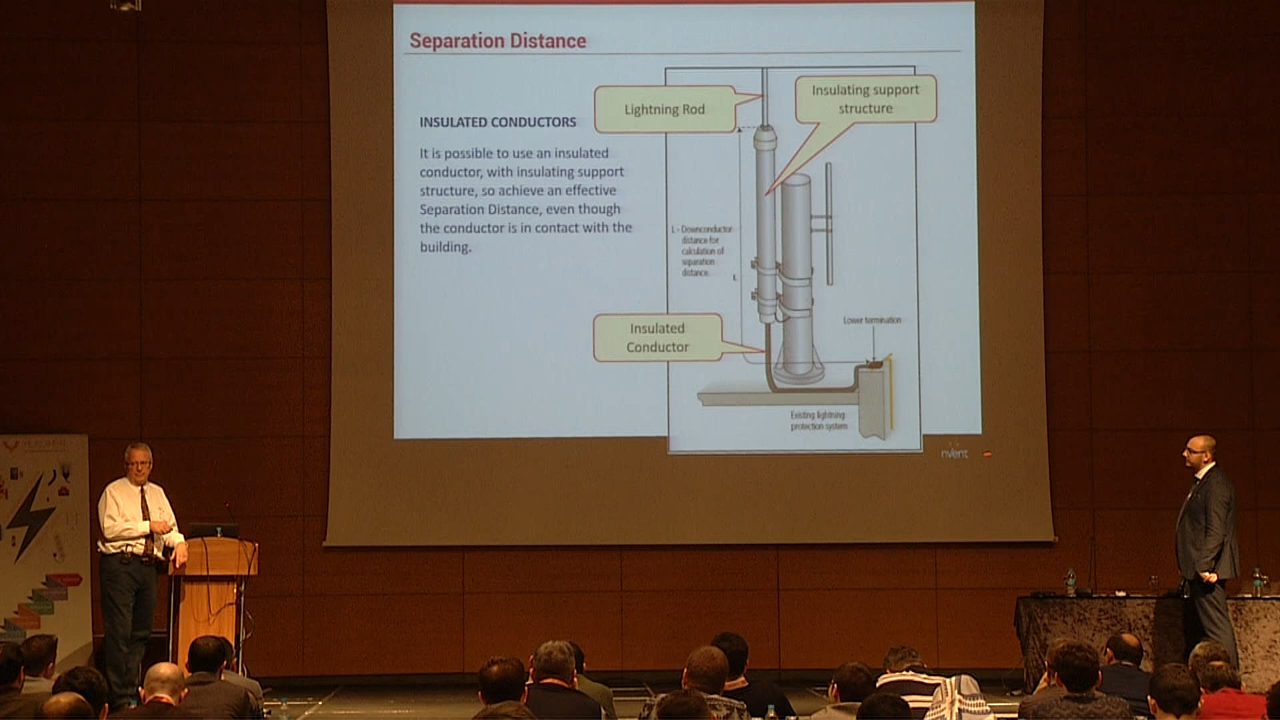 Separation Distance
INSULATED CONDUCTORS
It is possible to use an insulated
conductor, with insulating support
structure, so achieve an effective
Separation Distance, even though
the conductor is in contact with the
building.
Lightning Rod
Insulating support
structure
L - Downconductor
distance for
calculation of
separation
distance.
L
Insulated
Conductor
Lower termination
Existing lightning
protection system
nvent